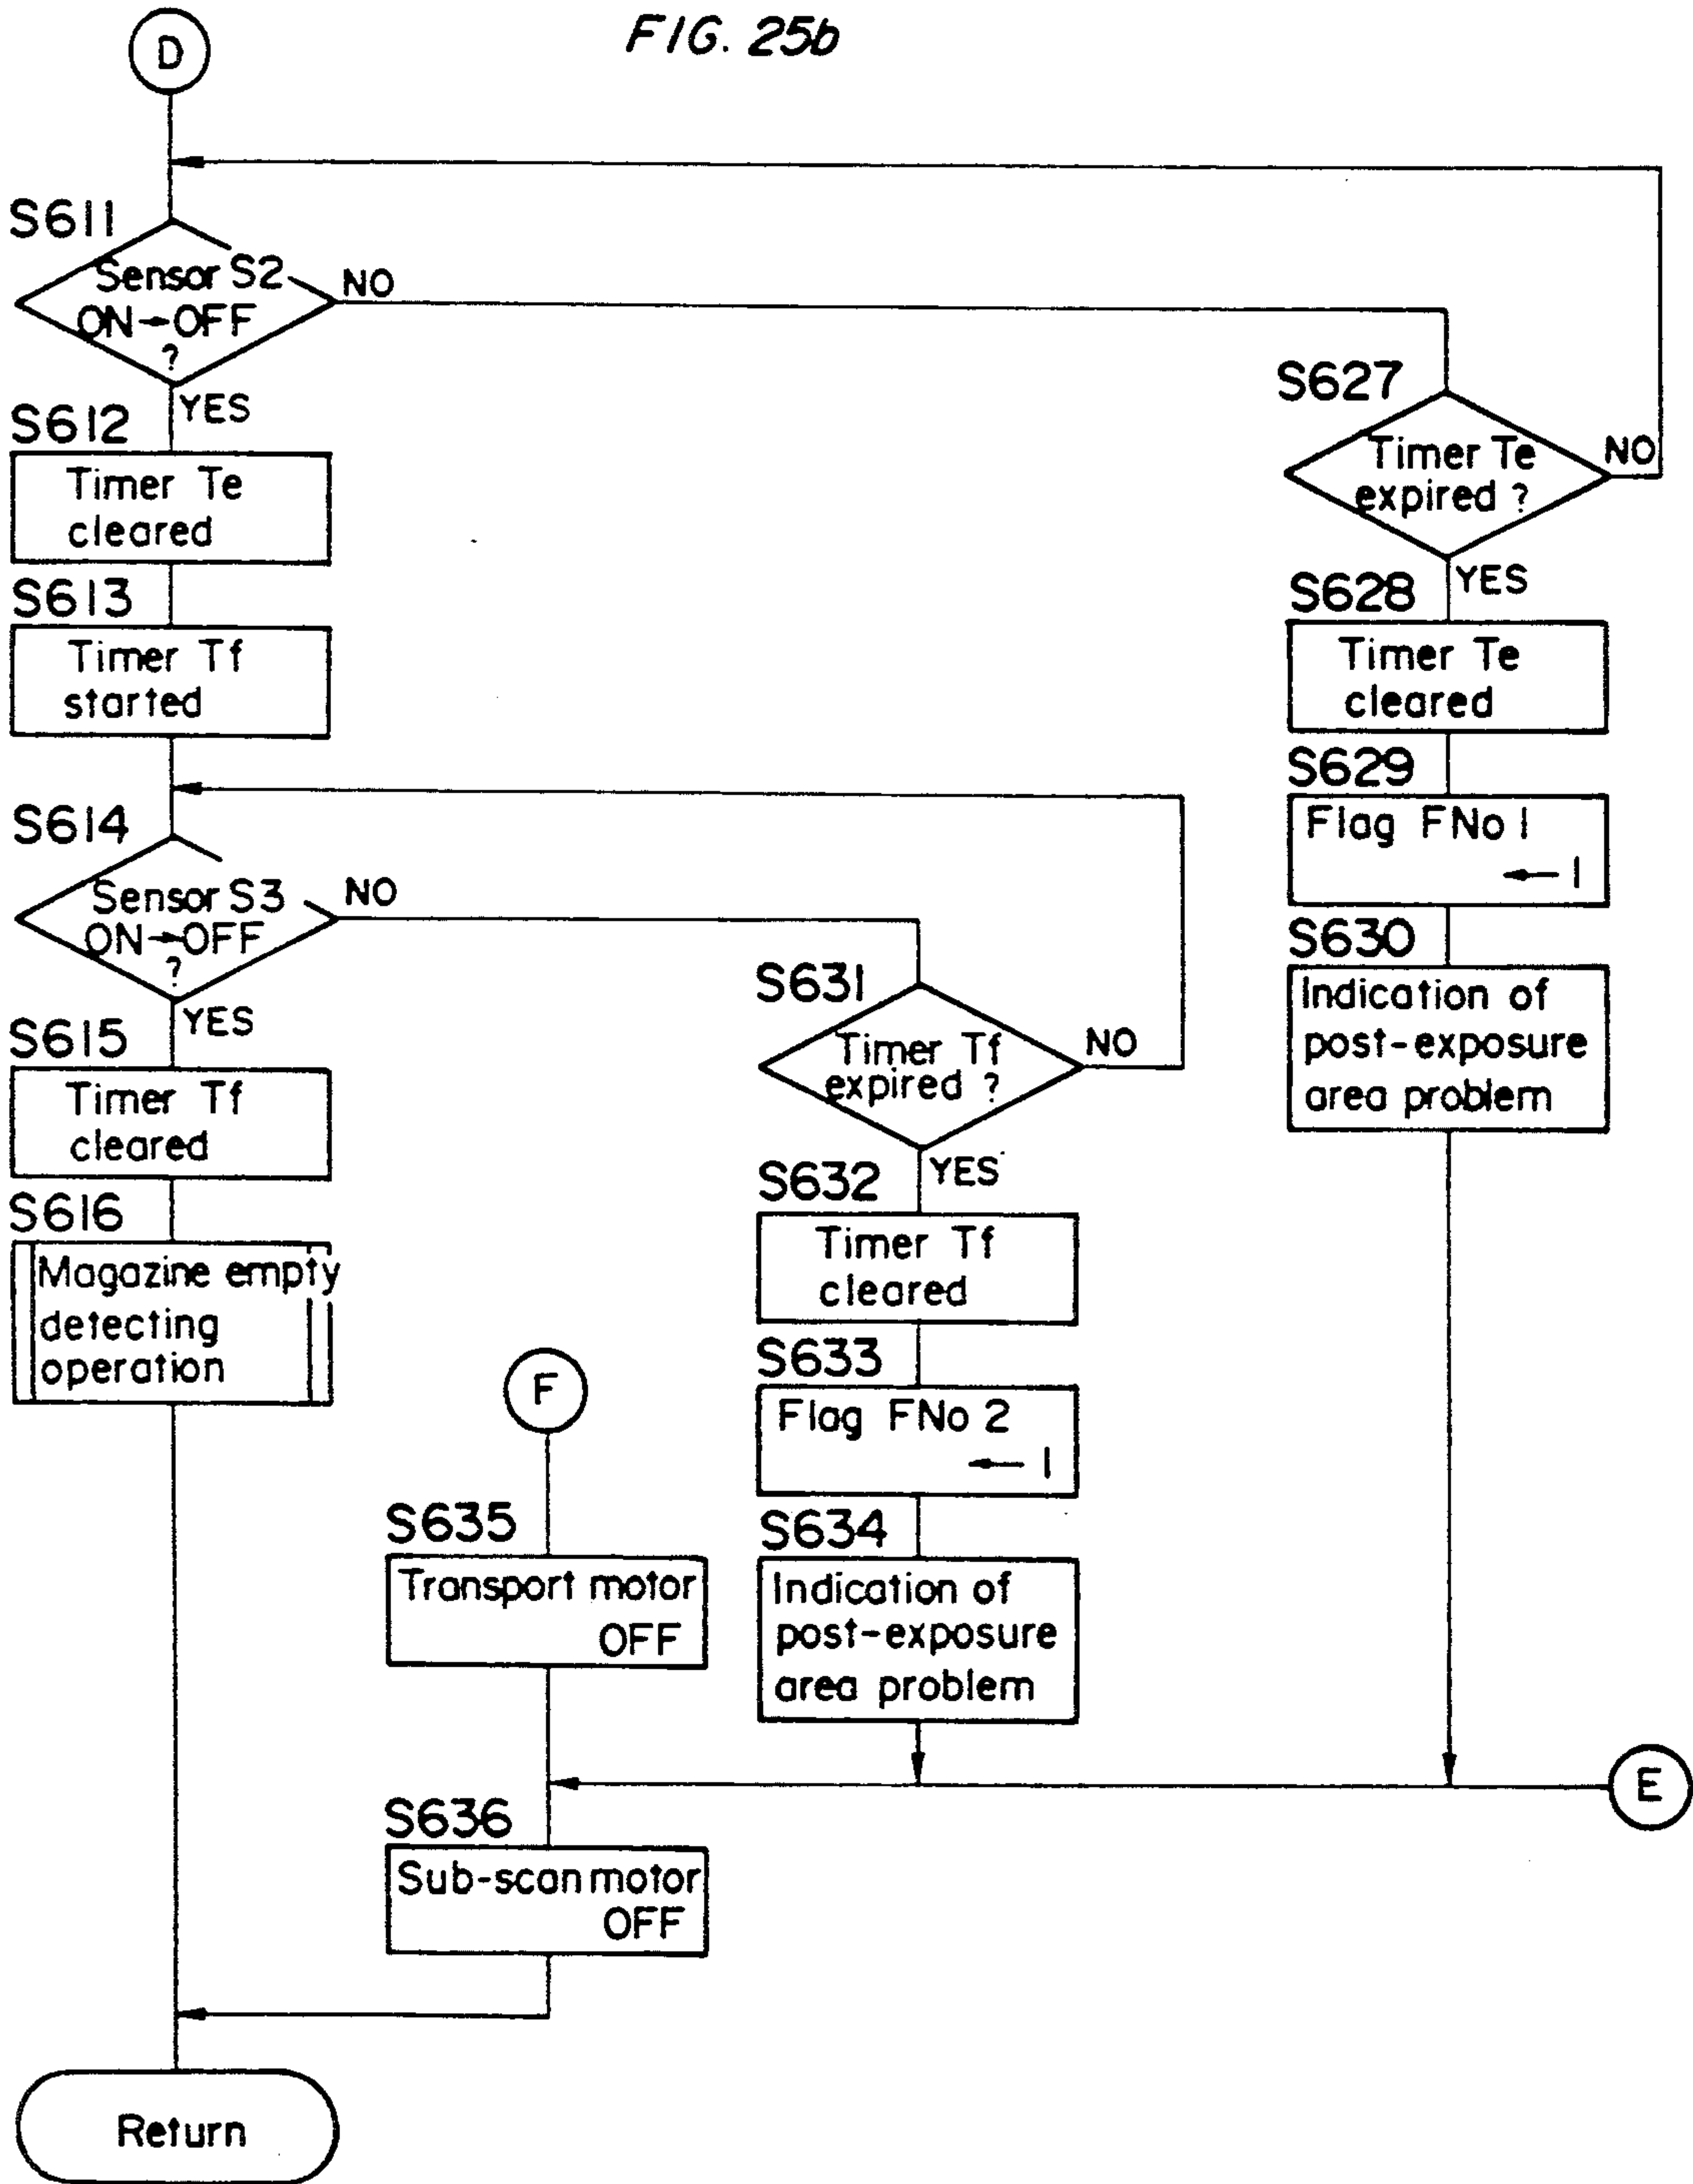 FIG. 25b
D
S611
Sensor S2
ON→OFF
?
NO
YES
S612
Timer Te
cleared
S613
Timer Tf
started
S614
Sensor S3
ON→OFF
?
NO
YES
S615
Timer Tf
cleared
S616
Magazine empty
detecting
operation
S627
Timer Te
expired ?
NO
YES
S628
Timer Te
cleared
S629
Flag FNo 1
← 1
S630
Indication of
post-exposure
area problem
S631
Timer Tf
expired ?
NO
YES
S632
Timer Tf
cleared
S633
Flag FNo 2
← 1
S634
Indication of
post-exposure
area problem
F
S635
Transport motor
OFF
E
S636
Sub-scan motor
OFF
Return